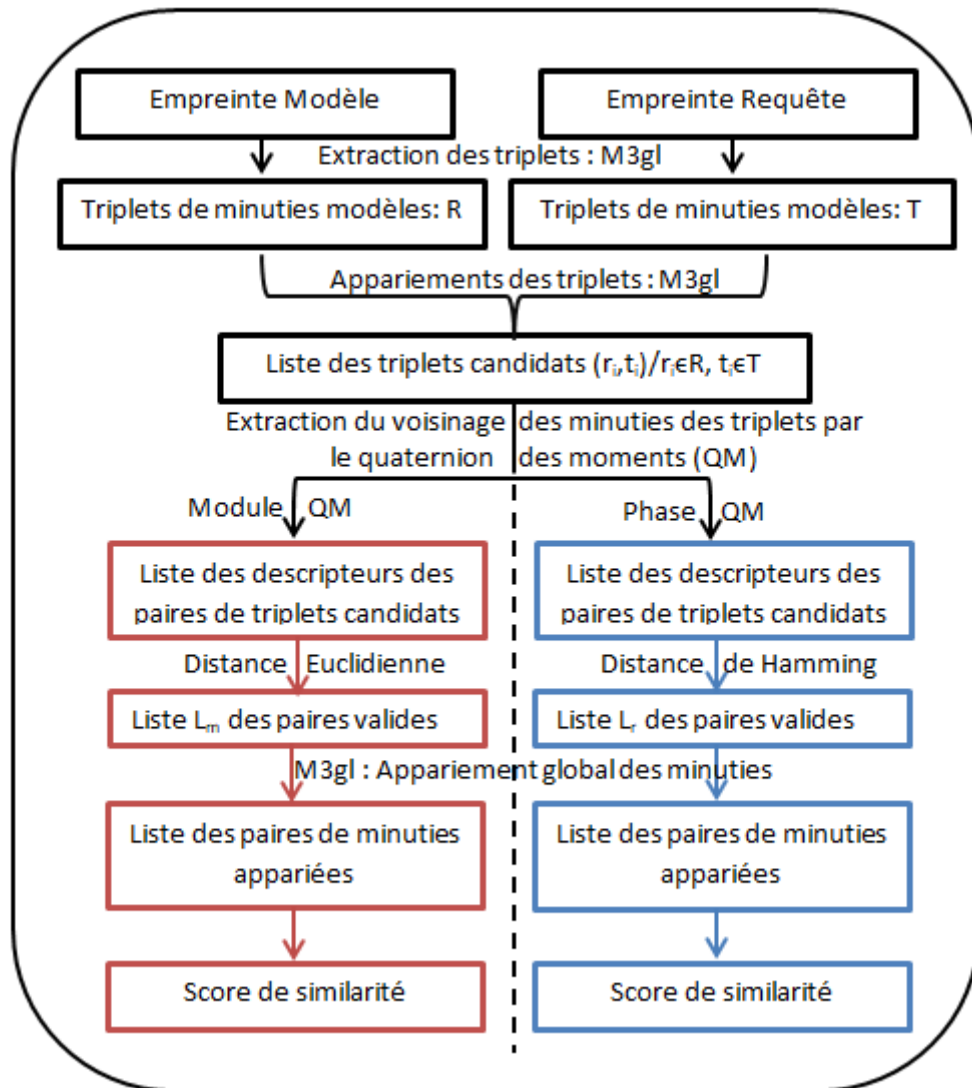 Empreinte Modèle
Empreinte Requête
Extraction des triplets : M3gl
Triplets de minuties modèles: R
Triplets de minuties modèles: T
Appariements des triplets : M3gl
Liste des triplets candidats (rᵢ,tᵢ)/rᵢϵR, tᵢϵT
Extraction du voisinage des minuties des triplets par
le quaternion des moments (QM)
Module QM
Phase QM
Liste des descripteurs des
paires de triplets candidats
Liste des descripteurs des
paires de triplets candidats
Distance Euclidienne
Distance de Hamming
Liste Lₘ des paires valides
Liste Lᵣ des paires valides
M3gl : Appariement global des minuties
Liste des paires de minuties
appariées
Liste des paires de minuties
appariées
Score de similarité
Score de similarité